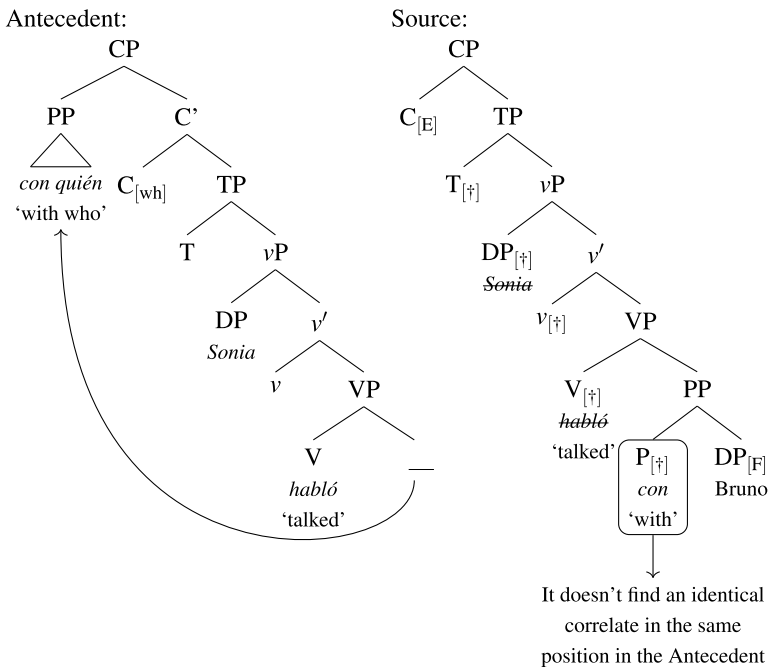 Antecedent:
CP
PP C’
con quién C[wh] TP
‘with who’
T vP
DP v′
Sonia
v VP
V __
habló
‘talked’
Source:
CP
C[E] TP
T[†] vP
DP[†] v′
Sonia
v[†] VP
V[†] PP
habló
‘talked’
P[†] DP[F]
con Bruno
‘with’
It doesn’t find an identical
correlate in the same
position in the Antecedent